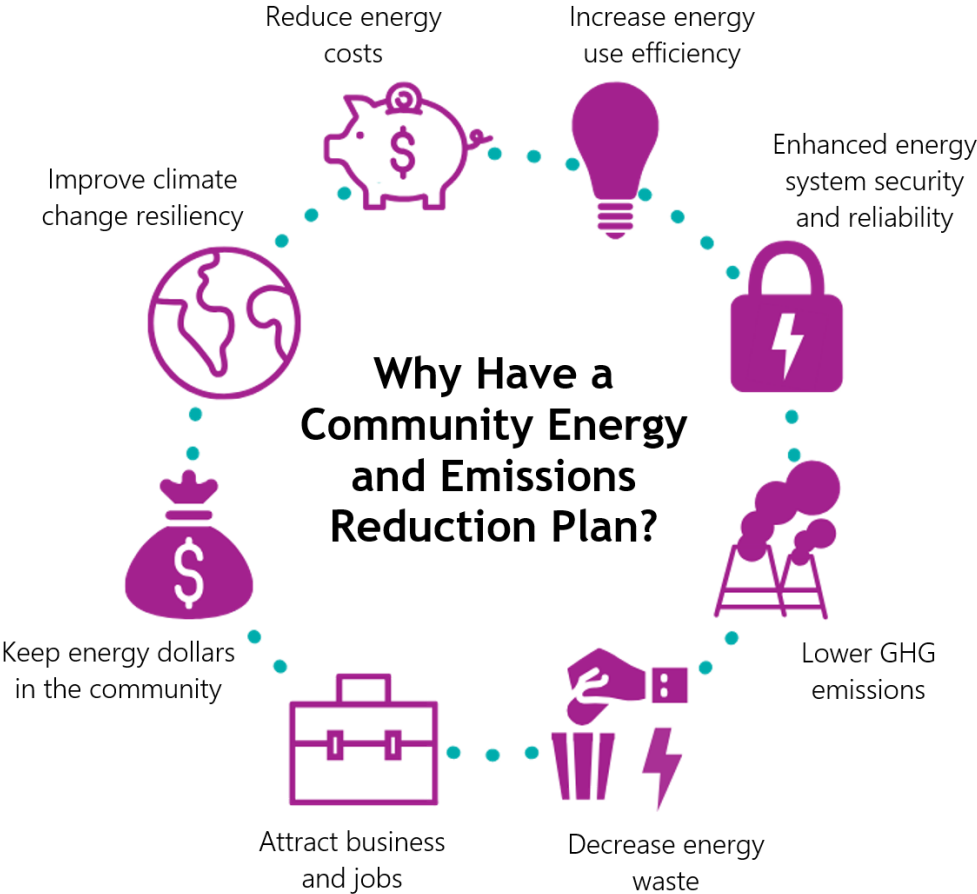 Reduce energy
costs
Increase energy
use efficiency
Enhanced energy
system security
and reliability
Improve climate
change resiliency
$
Why Have a
Community Energy
and Emissions
Reduction Plan?
$
Keep energy dollars
in the community
Lower GHG
emissions
Attract business
and jobs
Decrease energy
waste